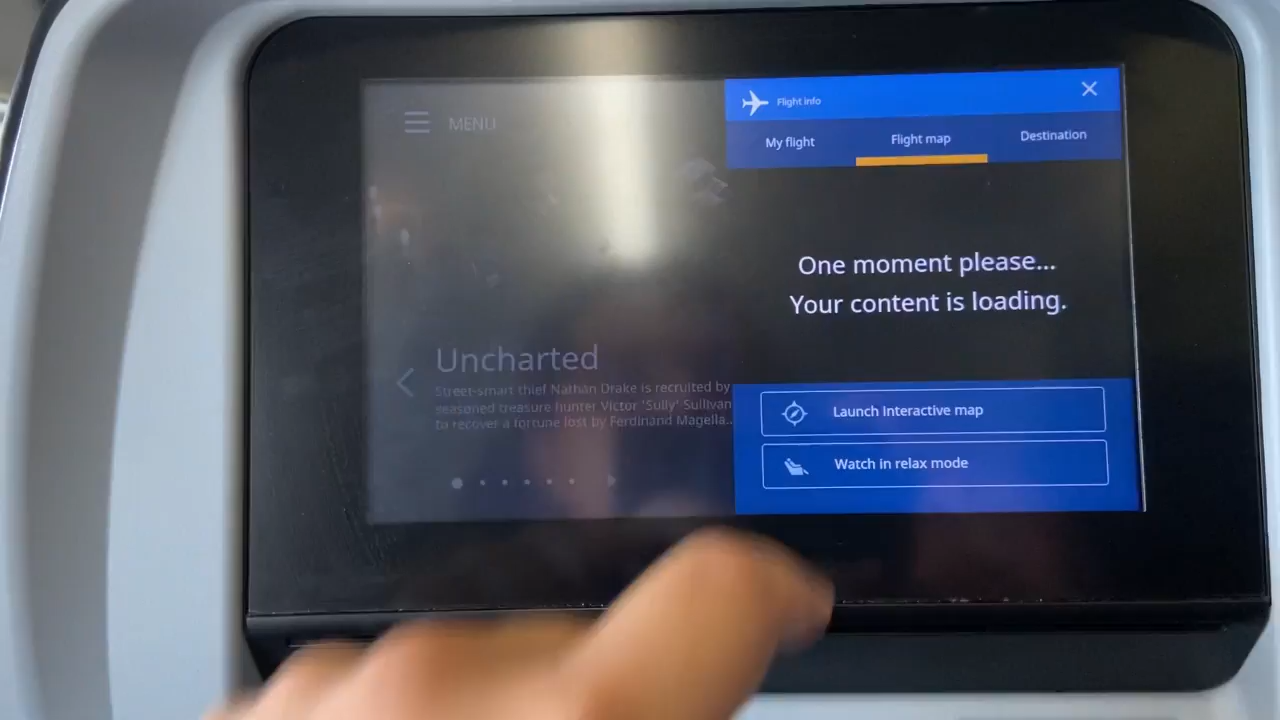 MENU
Flight info
My flight
Flight map
Destination
One moment please...
Your content is loading.
Uncharted
Street-smart thief Nathan Drake is recruited by
seasoned treasure hunter Victor 'Sully' Sullivan
to recover a fortune lost by Ferdinand Magella...
Launch interactive map
Watch in relax mode